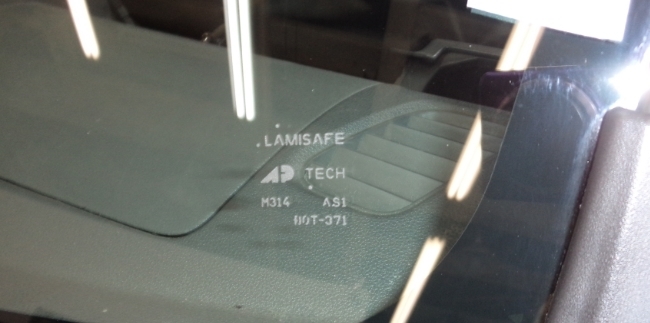 LAMISAFE
AP TECH
M314 AS1
DOT-371